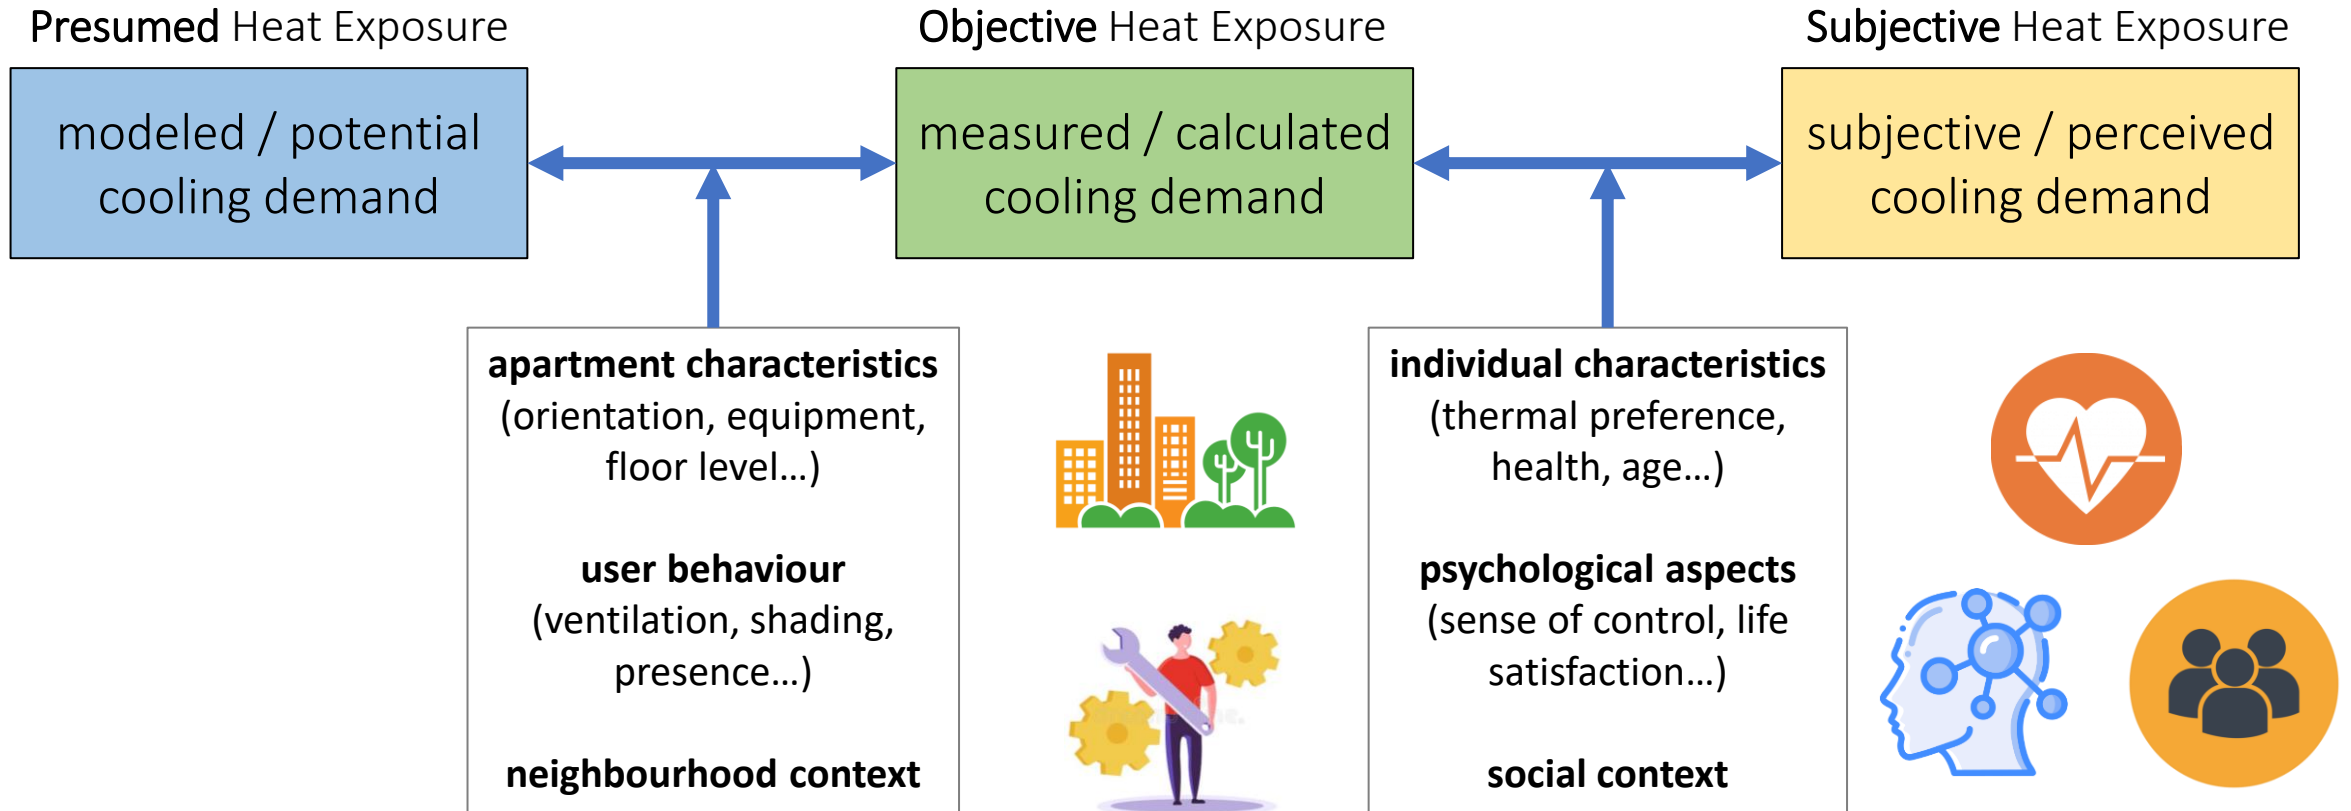 Presumed Heat Exposure
modeled / potential
cooling demand
Objective Heat Exposure
measured / calculated
cooling demand
Subjective Heat Exposure
subjective / perceived
cooling demand
apartment characteristics
(orientation, equipment,
floor level...)
user behaviour
(ventilation, shading,
presence...)
neighbourhood context
individual characteristics
(thermal preference,
health, age...)
psychological aspects
(sense of control, life
satisfaction...)
social context